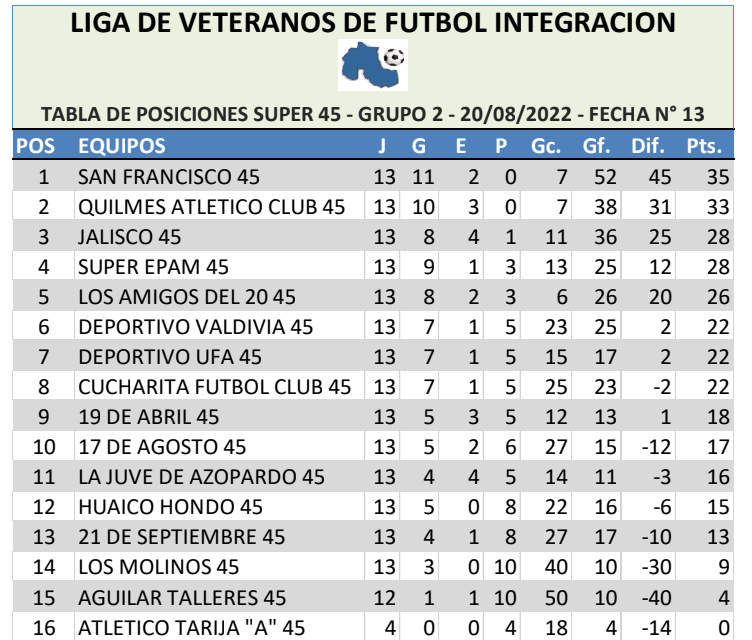 LIGA DE VETERANOS DE FUTBOL INTEGRACION
TABLA DE POSICIONES SUPER 45 - GRUPO 2 - 20/08/2022 - FECHA N° 13
POS EQUIPOS J G E P Gc. Gf. Dif. Pts.
1 SAN FRANCISCO 45 13 11 2 0 7 52 45 35
2 QUILMES ATLETICO CLUB 45 13 10 3 0 7 38 31 33
3 JALISCO 45 13 8 4 1 11 36 25 28
4 SUPER EPAM 45 13 9 1 3 13 25 12 28
5 LOS AMIGOS DEL 20 45 13 8 2 3 6 26 20 26
6 DEPORTIVO VALDIVIA 45 13 7 1 5 23 25 2 22
7 DEPORTIVO UFA 45 13 7 1 5 15 17 2 22
8 CUCHARITA FUTBOL CLUB 45 13 7 1 5 25 23 -2 22
9 19 DE ABRIL 45 13 5 3 5 12 13 1 18
10 17 DE AGOSTO 45 13 5 2 6 27 15 -12 17
11 LA JUVE DE AZOPARDO 45 13 4 4 5 14 11 -3 16
12 HUAICO HONDO 45 13 5 0 8 22 16 -6 15
13 21 DE SEPTIEMBRE 45 13 4 1 8 27 17 -10 13
14 LOS MOLINOS 45 13 3 0 10 40 10 -30 9
15 AGUILAR TALLERES 45 12 1 1 10 50 10 -40 4
16 ATLETICO TARIJA "A" 45 4 0 0 4 18 4 -14 0